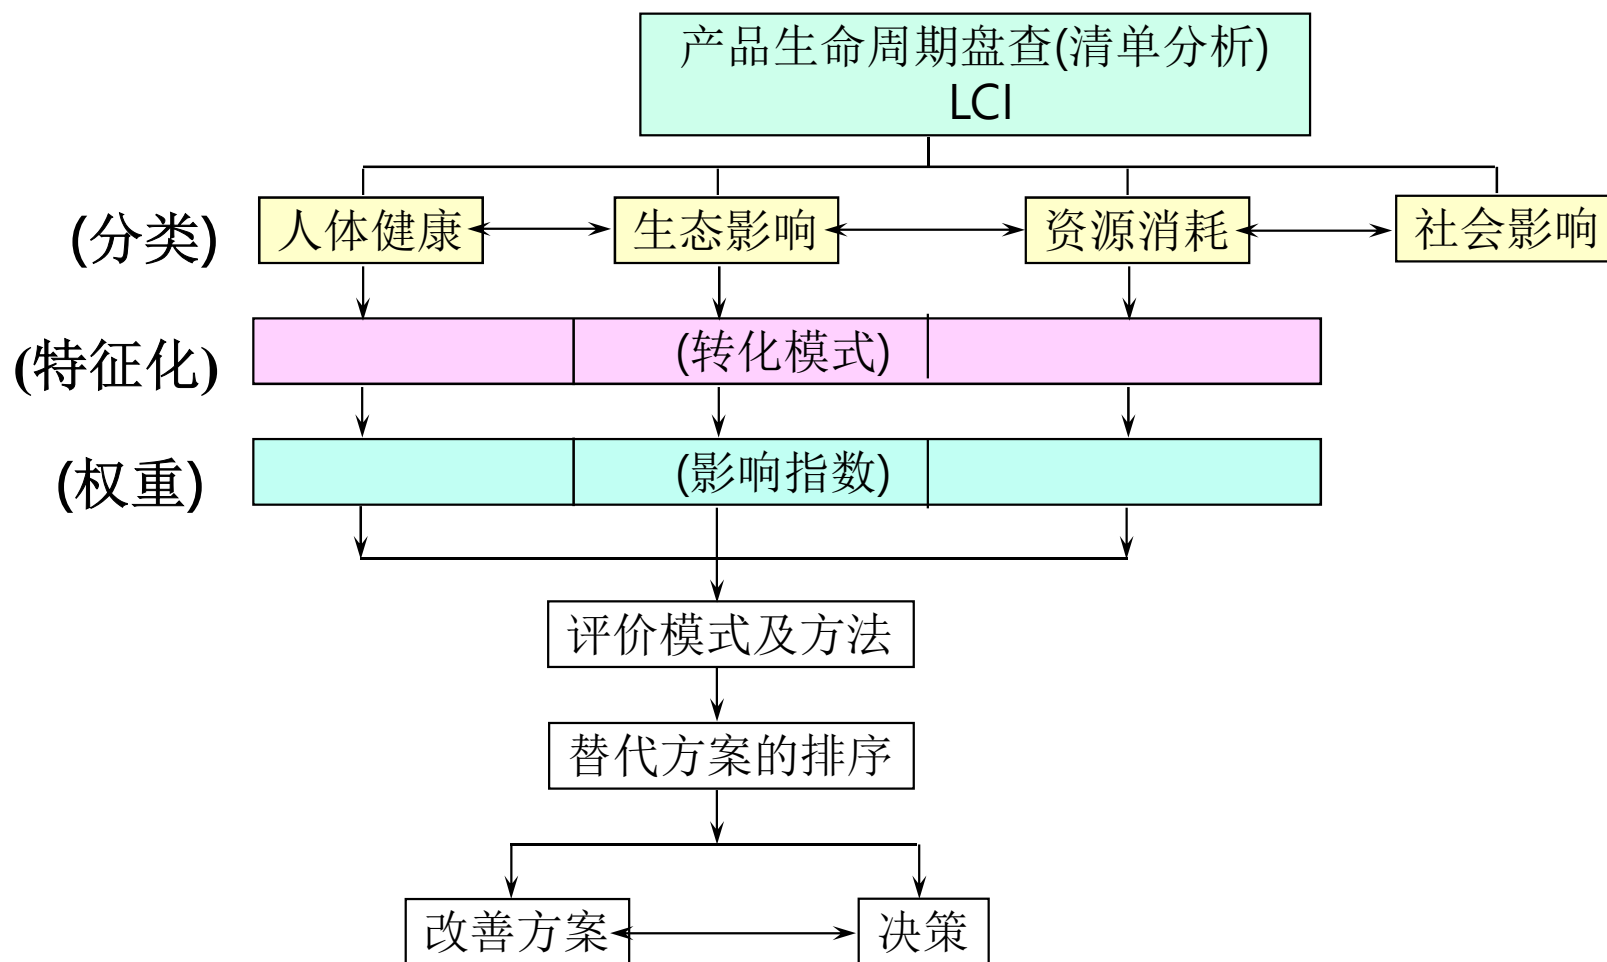 产品生命周期盘查(清单分析)
LCI
(分类)
人体健康
生态影响
资源消耗
社会影响
(特征化)
(转化模式)
(权重)
(影响指数)
评价模式及方法
替代方案的排序
改善方案
决策